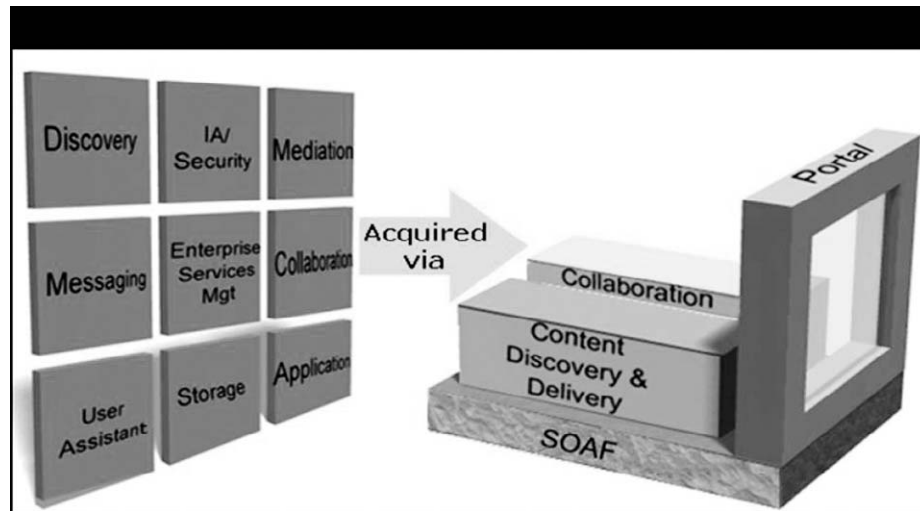 Discovery
IA/
Security
Mediation
Messaging
Enterprise
Services
Mgt
Collaboration
User
Assistant
Storage
Application
Acquired
via
Portal
Collaboration
Content
Discovery &
Delivery
SOAF